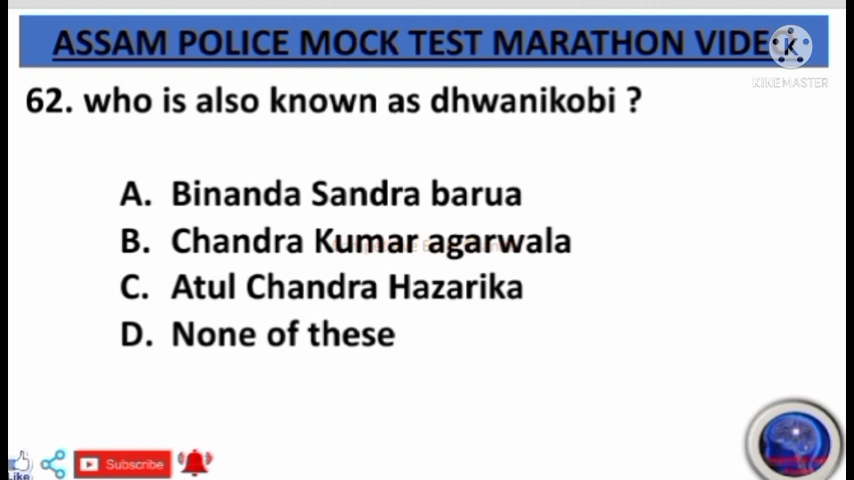 ASSAM POLICE MOCK TEST MARATHON VIDE
K
KINEMASTER
62. who is also known as dhwanikobi ?
A. Binanda Sandra barua
B. Chandra Kumar agarwala
C. Atul Chandra Hazarika
D. None of these
Like
Subscribe